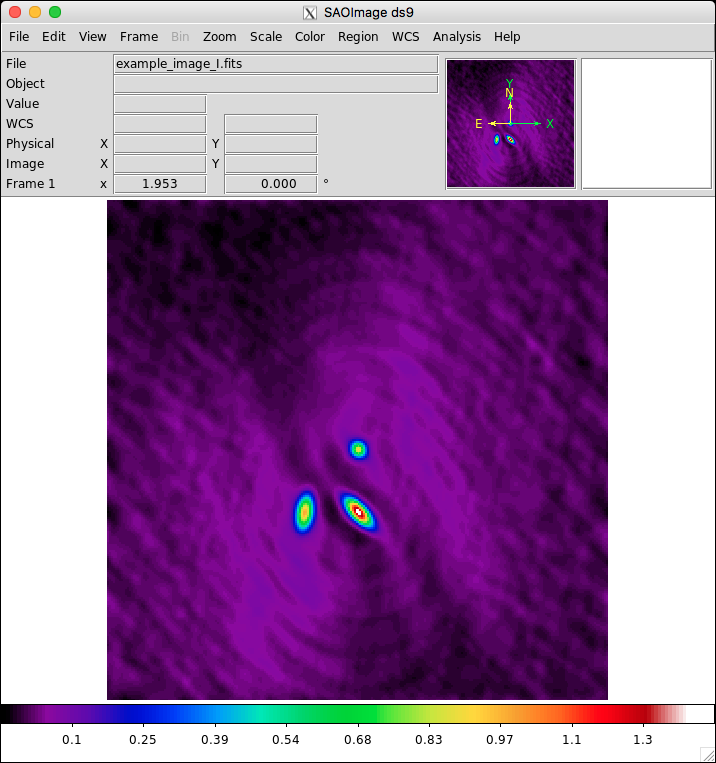 SAOImage ds9
File Edit View Frame Bin Zoom Scale Color Region WCS Analysis Help
File example_image_I.fits
Object
Value
WCS
Physical X Y
Image X Y
Frame 1 x 1.953 0.000 °
Y
N
E X
0.1 0.25 0.39 0.54 0.68 0.83 0.97 1.1 1.3